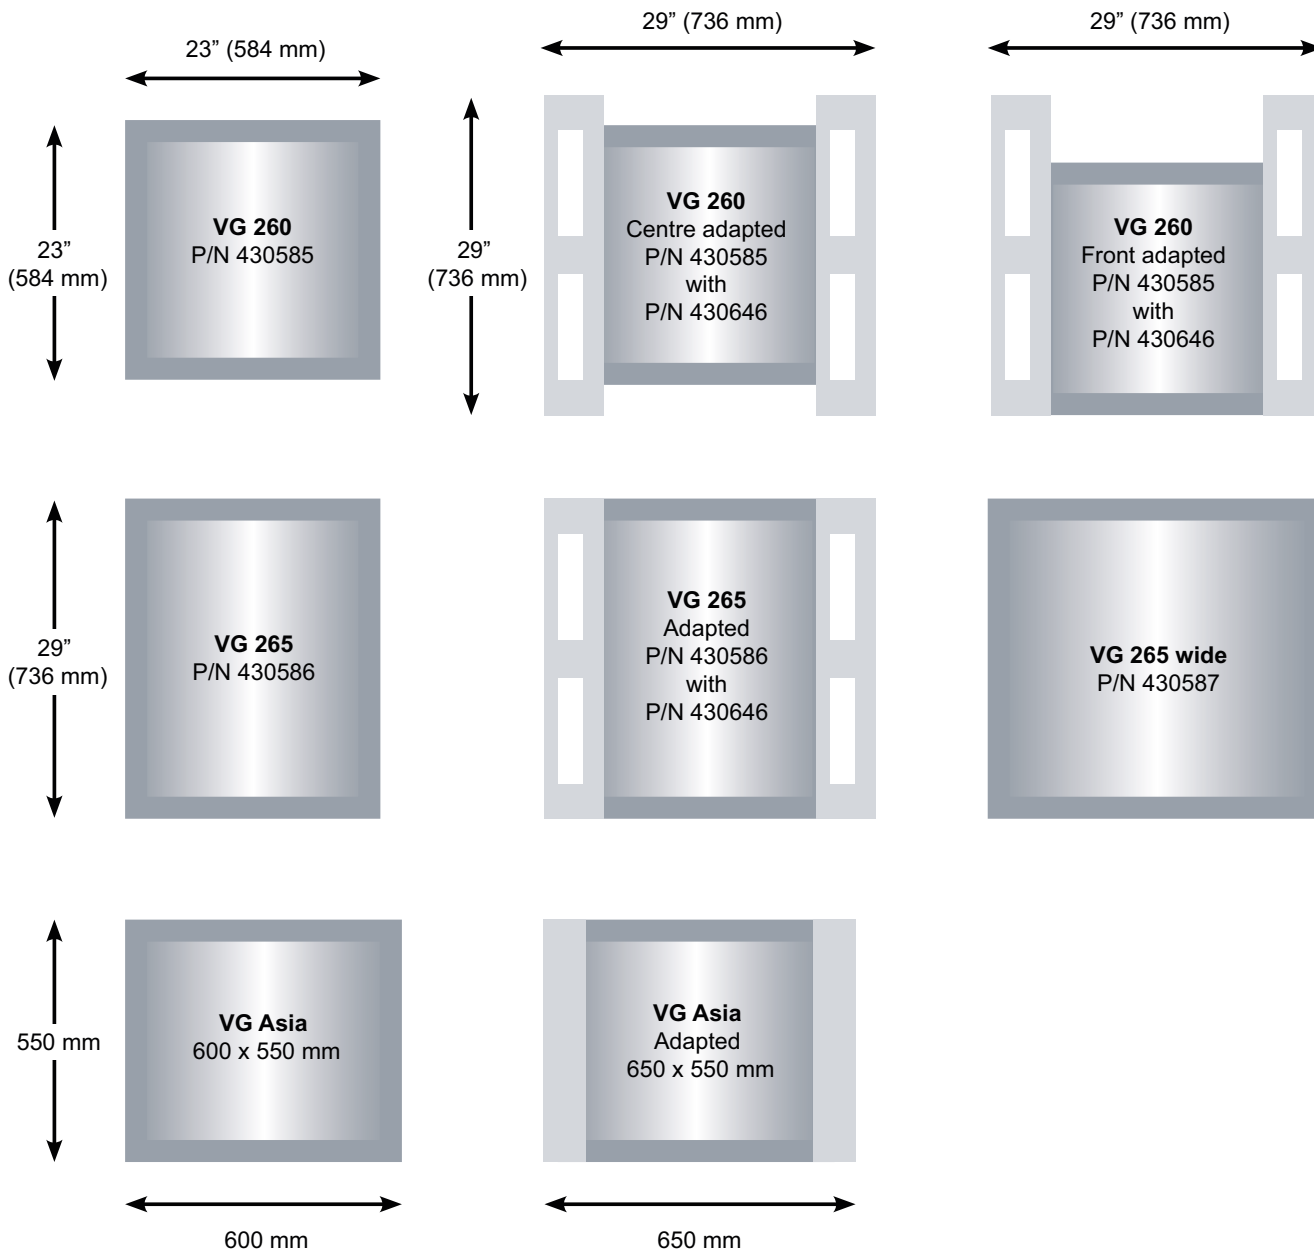 29” (736 mm)
29” (736 mm)
23” (584 mm)
23”
(584 mm)
VG 260
P/N 430585
29”
(736 mm)
VG 260
Centre adapted
P/N 430585
with
P/N 430646
VG 260
Front adapted
P/N 430585
with
P/N 430646
29”
(736 mm)
VG 265
P/N 430586
VG 265
Adapted
P/N 430586
with
P/N 430646
VG 265 wide
P/N 430587
550 mm
VG Asia
600 x 550 mm
VG Asia
Adapted
650 x 550 mm
600 mm
650 mm